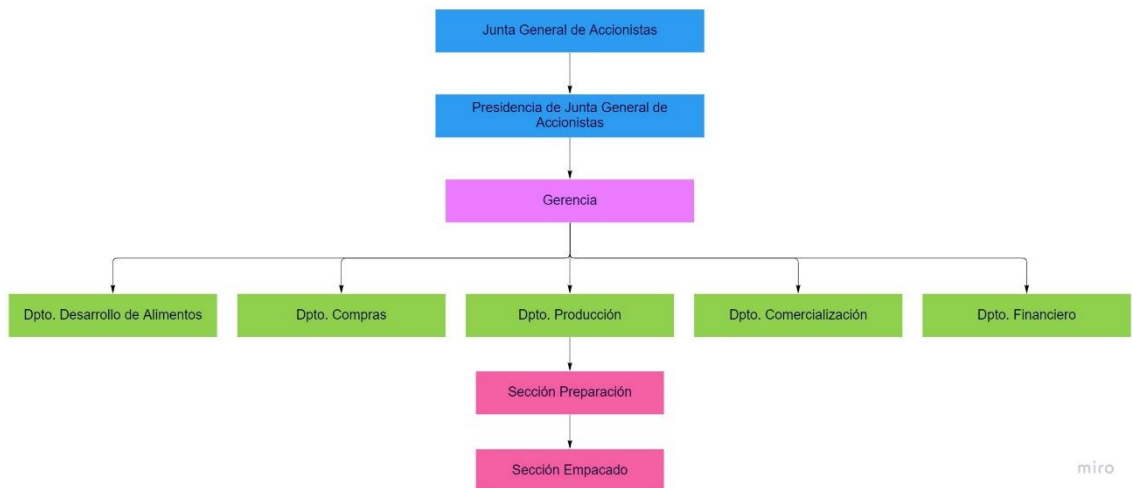 Junta General de Accionistas
Presidencia de Junta General de
Accionistas
Gerencia
Dpto. Desarrollo de Alimentos
Dpto. Compras
Dpto. Producción
Dpto. Comercialización
Dpto. Financiero
Sección Preparación
Sección Empacado
miro